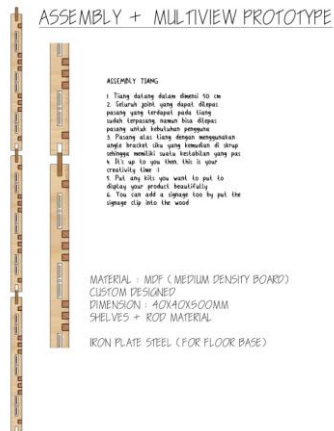 ASSEMBLY + MULTIVIEW PROTOTYPE
ASSEMBLY TIANG
1 Tiang datang dalam dimensi 50 cm
2. Seluruh joint yang dapat dilepas
pasang yang terdapat pada tiang
sudah terpasang, namun bisa dilepas
pasang untuk kebutuhan pengguna
3. Pasang alas tiang dengan menggunakan
angle bracket siku yang kemudian di skrup
sehingga memiliki suatu kestabilan yang pas
4. It's up to you then. this is your
creativity time :)
5. Put any kits you want to put to
display your product beautifully
6. You can add a signage too by put the
signage clip into the wood
MATERIAL : MDF ( MEDIUM DENSITY BOARD)
CUSTOM DESIGNED
DIMENSION : 40X40X500MM
SHELVES + ROD MATERIAL
IRON PLATE STEEL (FOR FLOOR BASE)